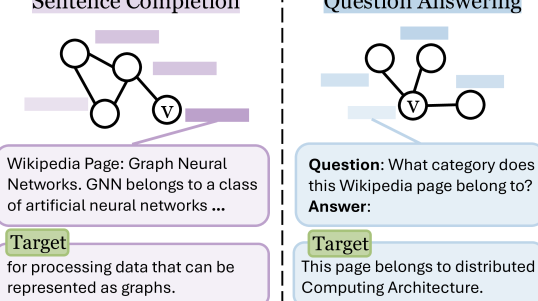 Sentence Completion
V
Wikipedia Page: Graph Neural
Networks. GNN belongs to a class
of artificial neural networks ...
Target
for processing data that can be
represented as graphs.
Question Answering
V
Question: What category does
this Wikipedia page belong to?
Answer:
Target
This page belongs to distributed
Computing Architecture.